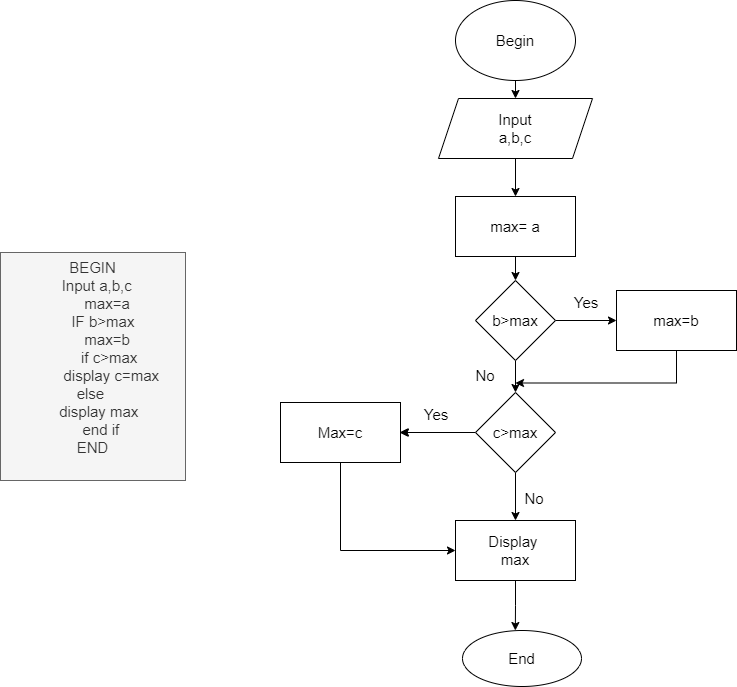 BEGIN
Input a,b,c
max=a
IF b>max
max=b
if c>max
display c=max
else
display max
end if
END
Begin
Input
a,b,c
max= a
b>max
Yes
max=b
No
c>max
Yes
Max=c
No
Display
max
End